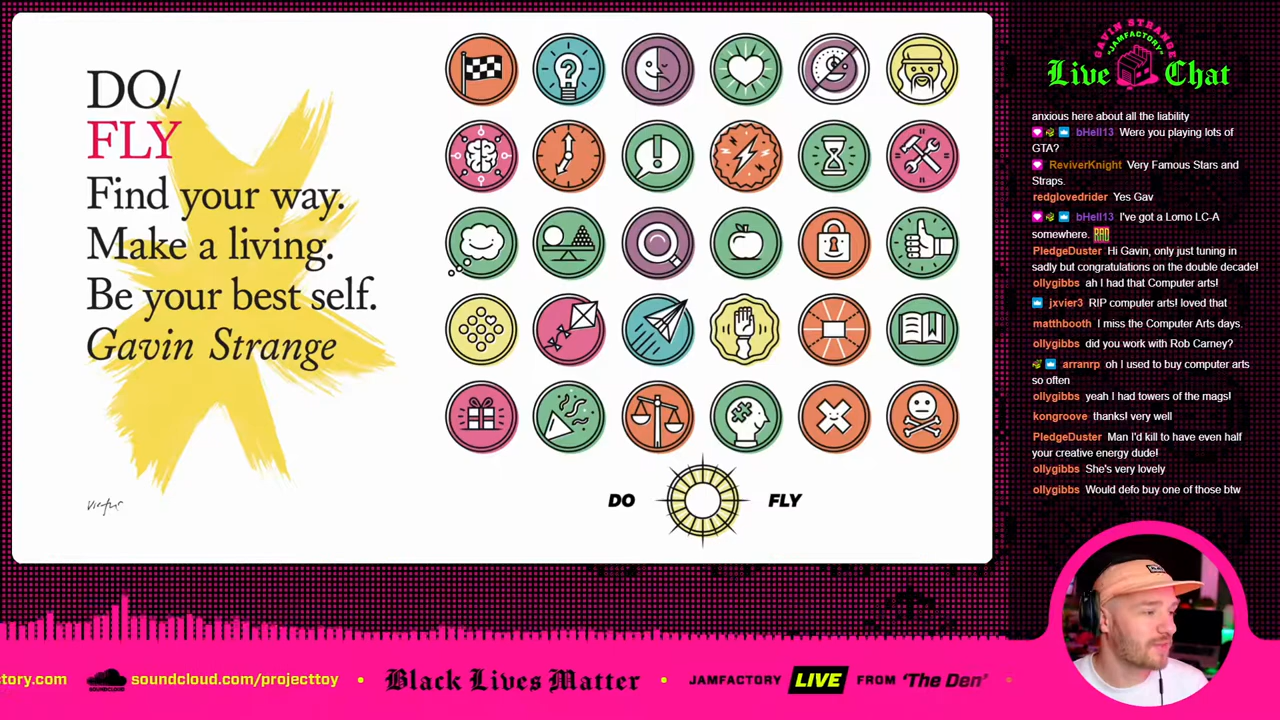 DO/
FLY
Find your way.
Make a living.
Be your best self.
Gavin Strange
?
!
DO
FLY
GAVIN STRANGE
"JAMFACTORY"
Live Chat
anxious here about all the liability
bHell13 Were you playing lots of
GTA?
ReviverKnight Very Famous Stars and
Straps.
redglovedrider Yes Gav
bHell13 I've got a Lomo LC-A
somewhere. RAD
PledgeDuster Hi Gavin, only just tuning in
sadly but congratulations on the double decade!
ollygibbs ah I had that Computer arts!
jxvier3 RIP computer arts! loved that
matthbooth I miss the Computer Arts days.
ollygibbs did you work with Rob Carney?
arranrp oh I used to buy computer arts
so often
ollygibbs yeah I had towers of the mags!
kongroove thanks! very well
PledgeDuster Man I'd kill to have even half
your creative energy dude!
ollygibbs She's very lovely
ollygibbs Would defo buy one of those btw
ctory.com • soundcloud.com/projecttoy • Black Lives Matter • JAMFACTORY LIVE FROM 'The Den' •